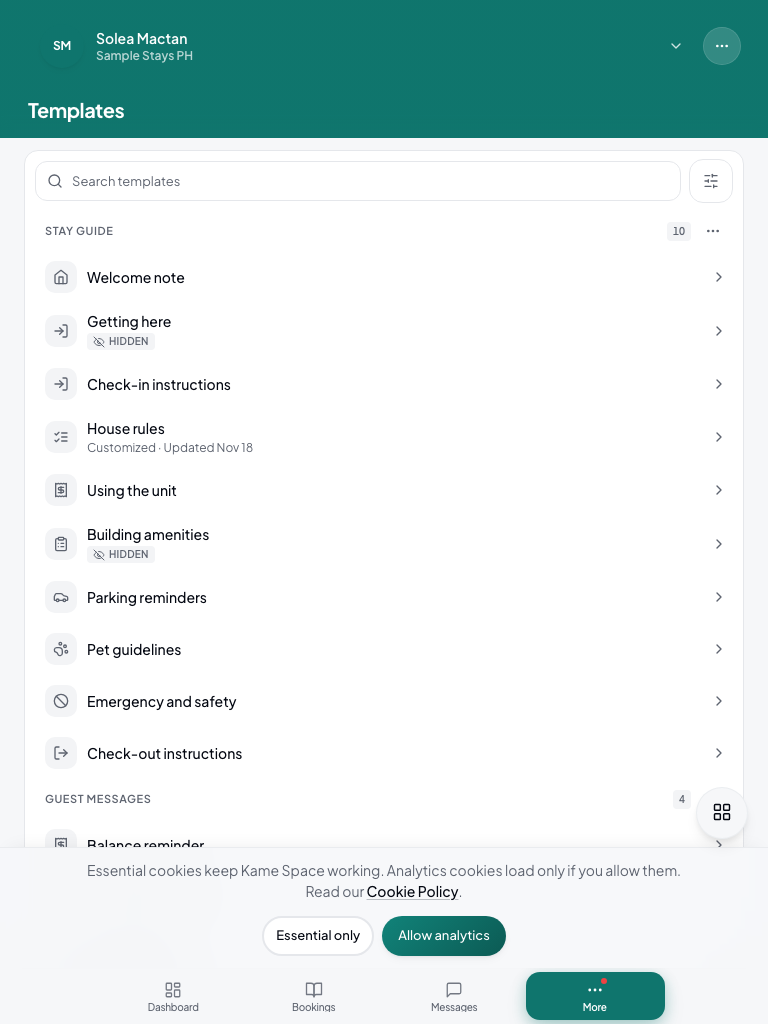 SM
Solea Mactan
Sample Stays PH
Templates
Search templates
STAY GUIDE
10
Welcome note
Getting here
HIDDEN
Check-in instructions
House rules
Customized · Updated Nov 18
Using the unit
Building amenities
HIDDEN
Parking reminders
Pet guidelines
Emergency and safety
Check-out instructions
GUEST MESSAGES
4
Balance reminder
Essential cookies keep Kame Space working. Analytics cookies load only if you allow them.
Read our Cookie Policy.
Essential only
Allow analytics
Dashboard
Bookings
Messages
More